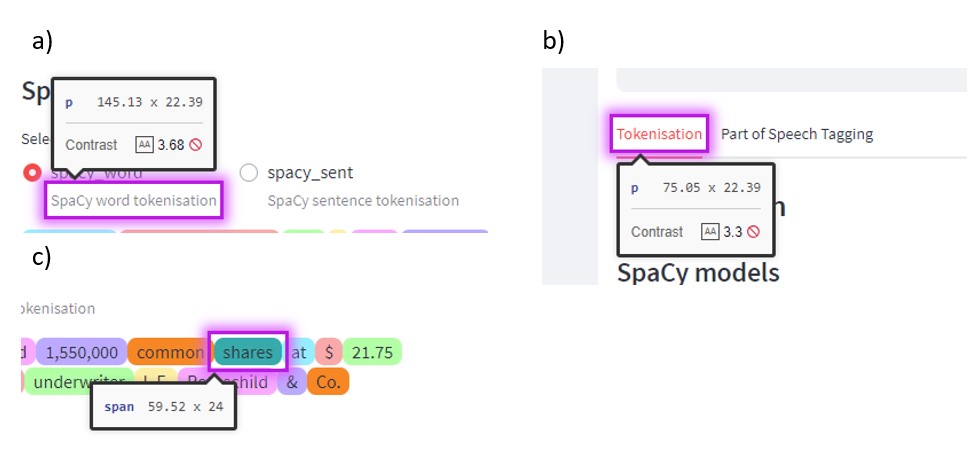 a)
Sp
p 145.13 x 22.39
Sele
Contrast AA 3.68
spacy_word spacy_sent
SpaCy word tokenisation SpaCy sentence tokenisation
b)
Tokenisation Part of Speech Tagging
p 75.05 x 22.39
n
Contrast AA 3.3
SpaCy models
c)
okenisation
d 1,550,000 common shares at $ 21.75
underwriter L.F. Ro schild & Co.
span 59.52 x 24